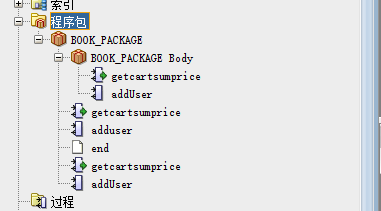 索引
程序包
BOOK_PACKAGE
BOOK_PACKAGE Body
getcartsumprice
addUser
getcartsumprice
adduser
end
getcartsumprice
addUser
过程